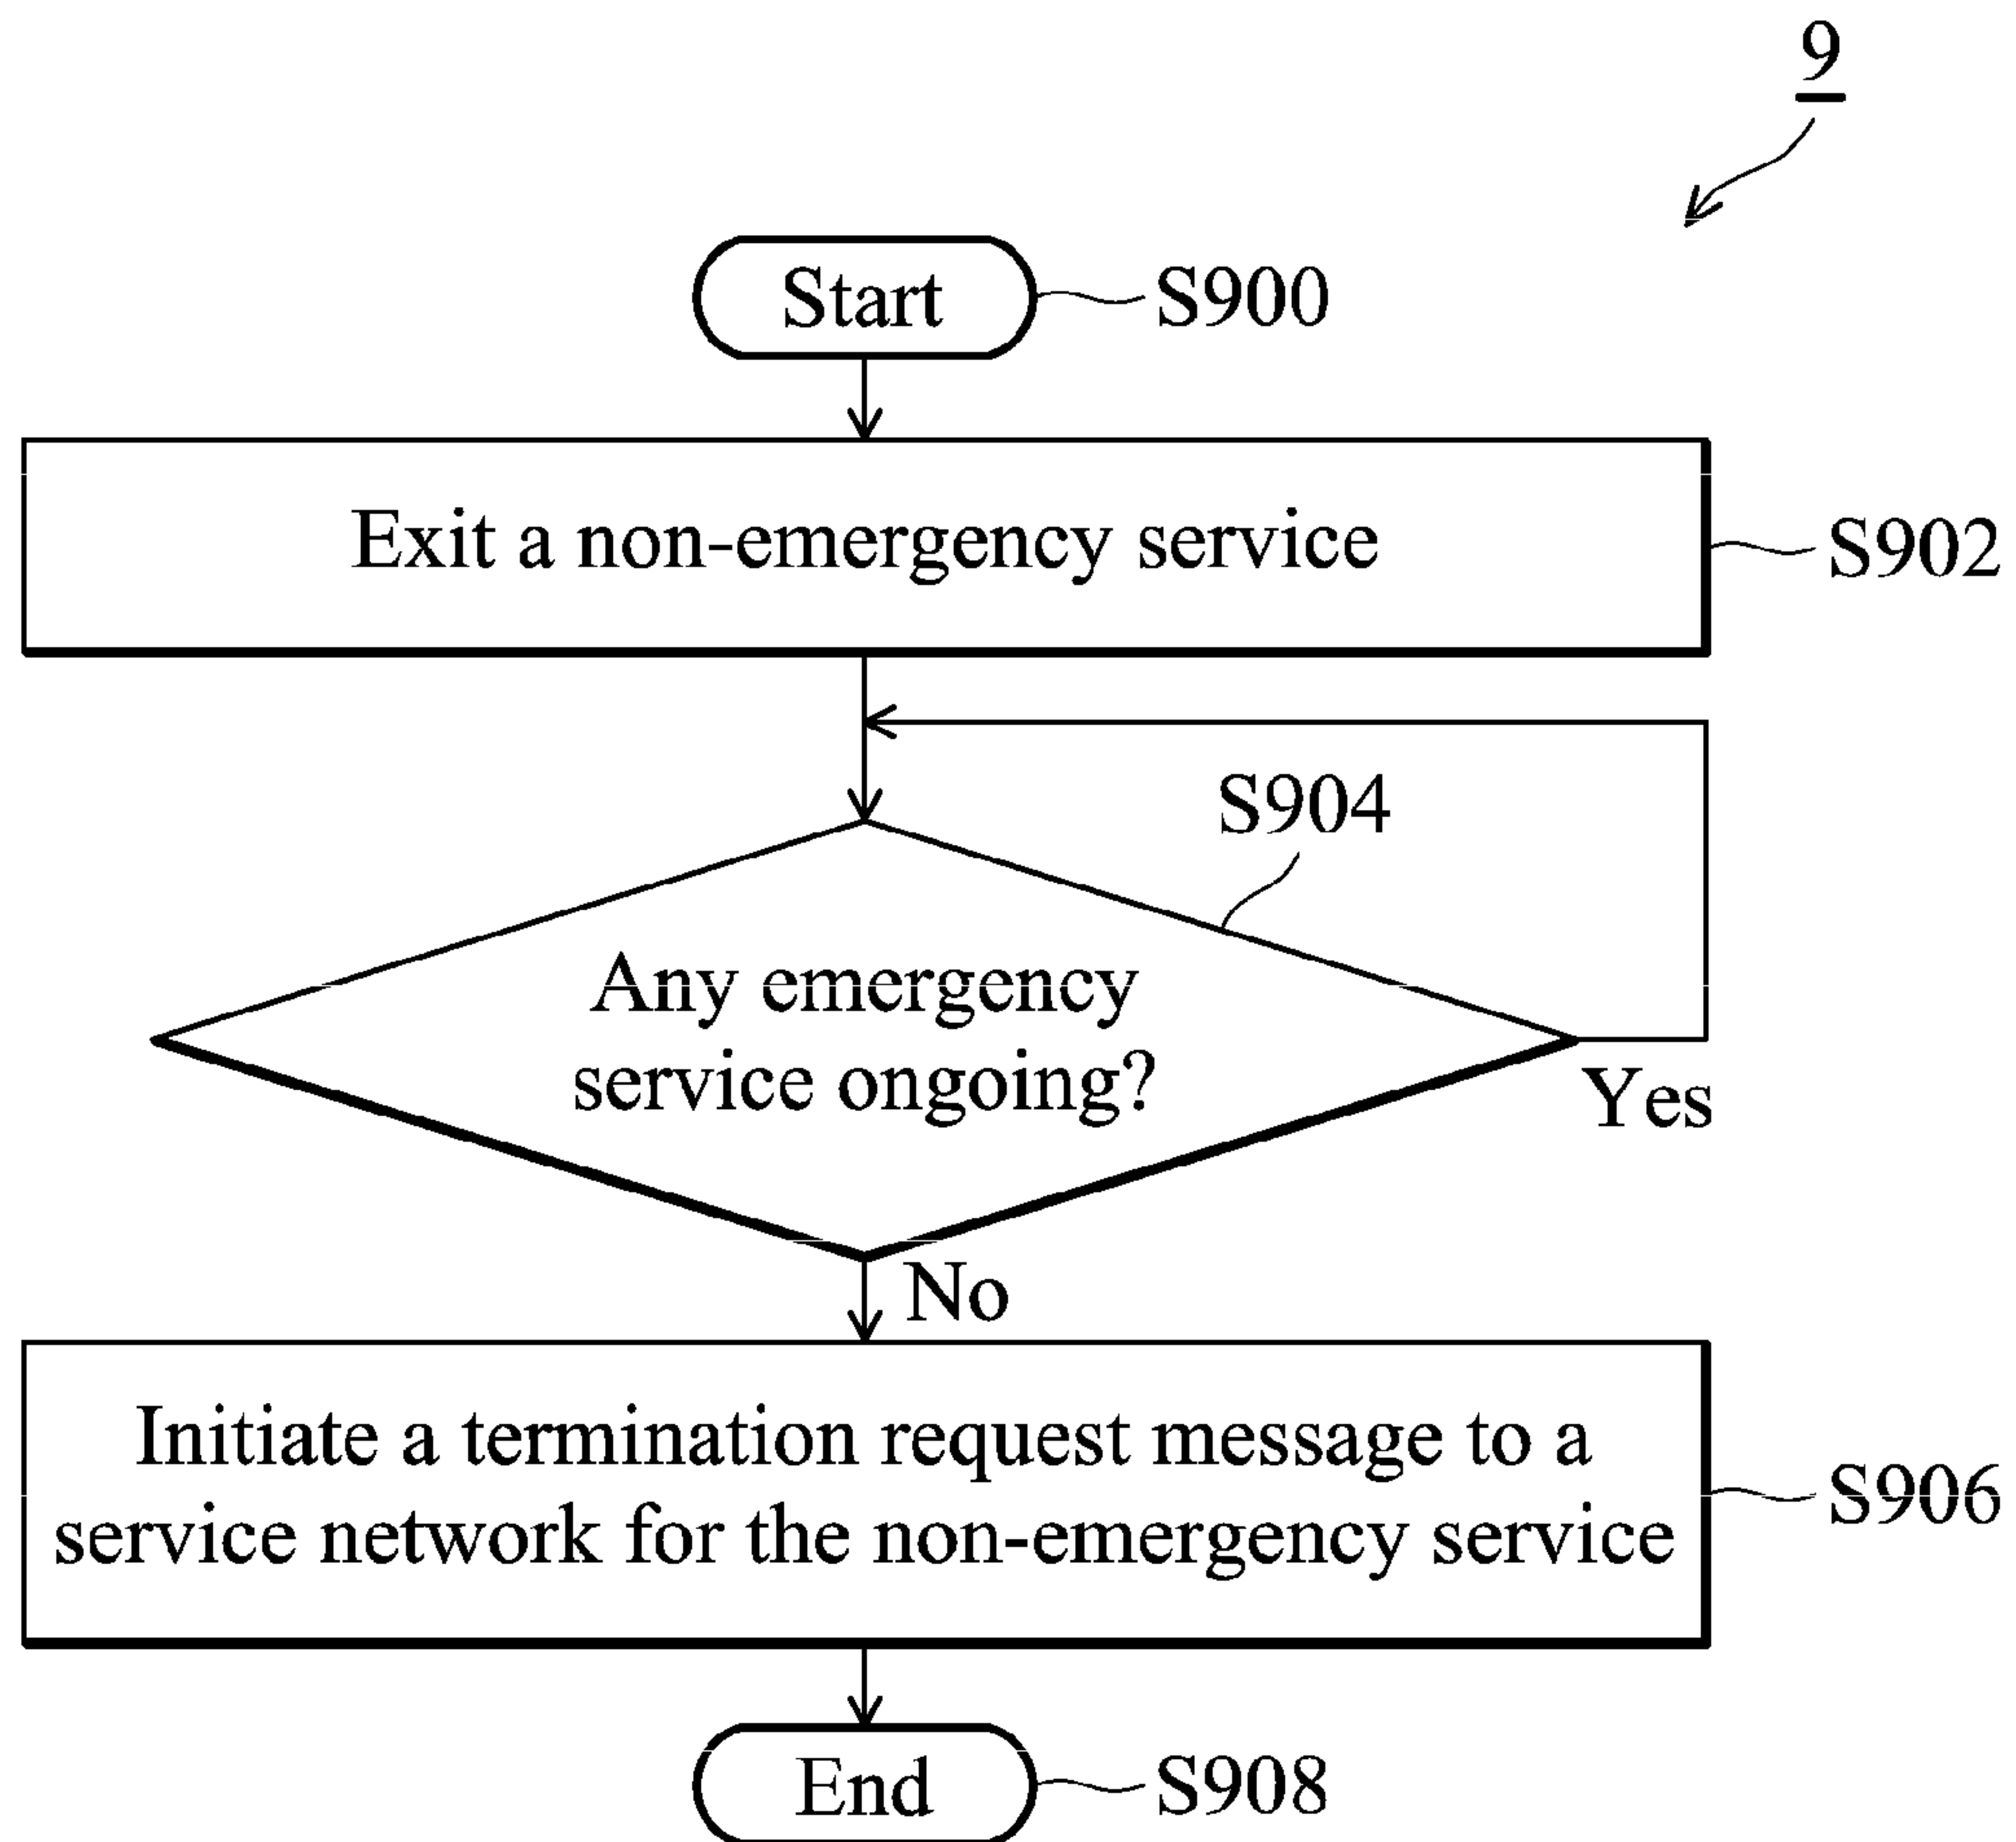 9
Start
S900
Exit a non-emergency service
S902
S904
Any emergency
service ongoing?
Yes
No
Initiate a termination request message to a
service network for the non-emergency service
S906
End
S908